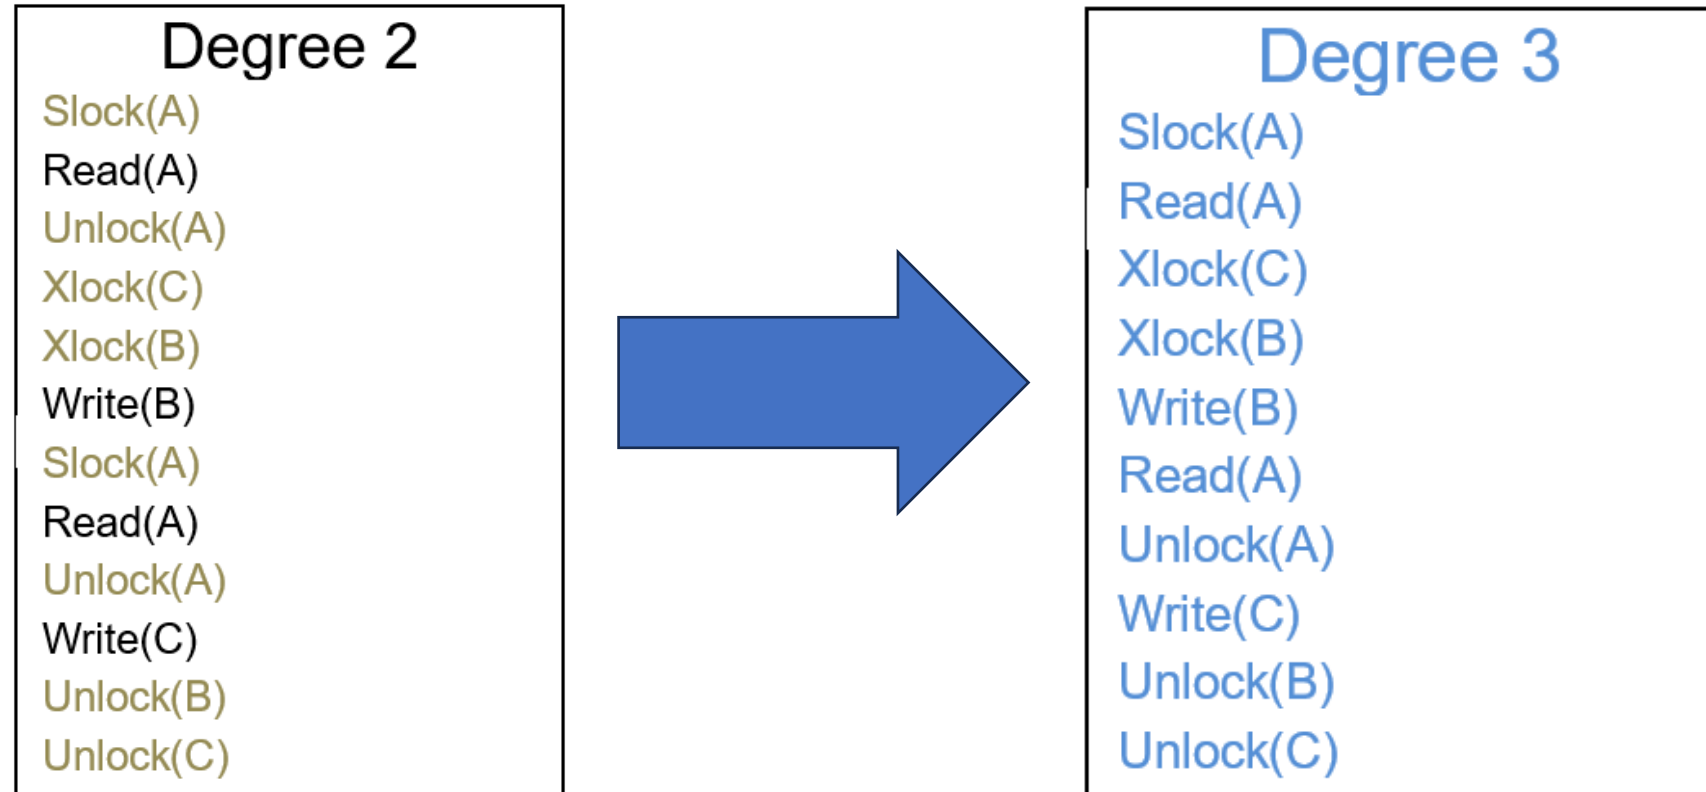 Degree 2
Slock(A)
Read(A)
Unlock(A)
Xlock(C)
Xlock(B)
Write(B)
Slock(A)
Read(A)
Unlock(A)
Write(C)
Unlock(B)
Unlock(C)
Degree 3
Slock(A)
Read(A)
Xlock(C)
Xlock(B)
Write(B)
Read(A)
Unlock(A)
Write(C)
Unlock(B)
Unlock(C)